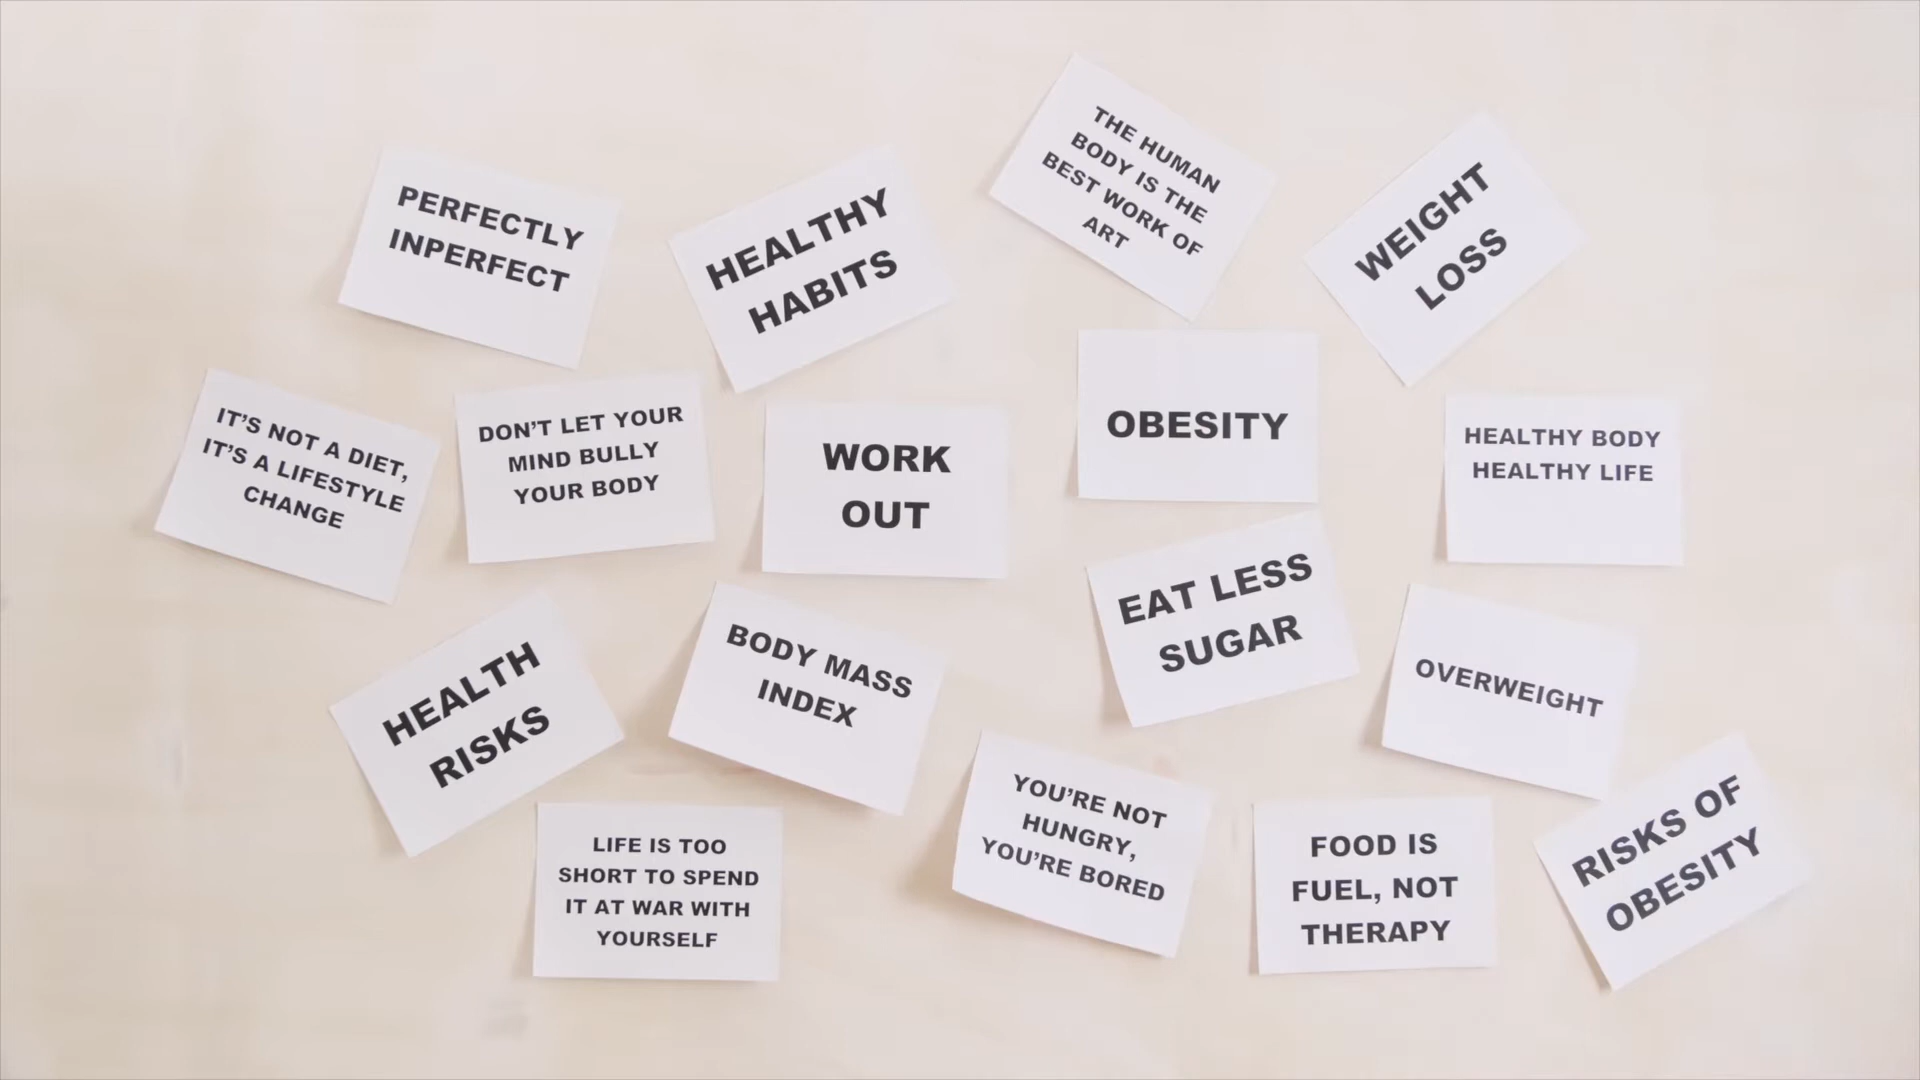 PERFECTLY
INPERFECT
HEALTHY
HABITS
THE HUMAN
BODY IS THE
BEST WORK OF
ART
WEIGHT
LOSS
IT'S NOT A DIET,
IT'S A LIFESTYLE
CHANGE
DON'T LET YOUR
MIND BULLY
YOUR BODY
WORK
OUT
OBESITY
HEALTHY BODY
HEALTHY LIFE
HEALTH
RISKS
BODY MASS
INDEX
EAT LESS
SUGAR
OVERWEIGHT
LIFE IS TOO
SHORT TO SPEND
IT AT WAR WITH
YOURSELF
YOU'RE NOT
HUNGRY,
YOU'RE BORED
FOOD IS
FUEL, NOT
THERAPY
RISKS OF
OBESITY